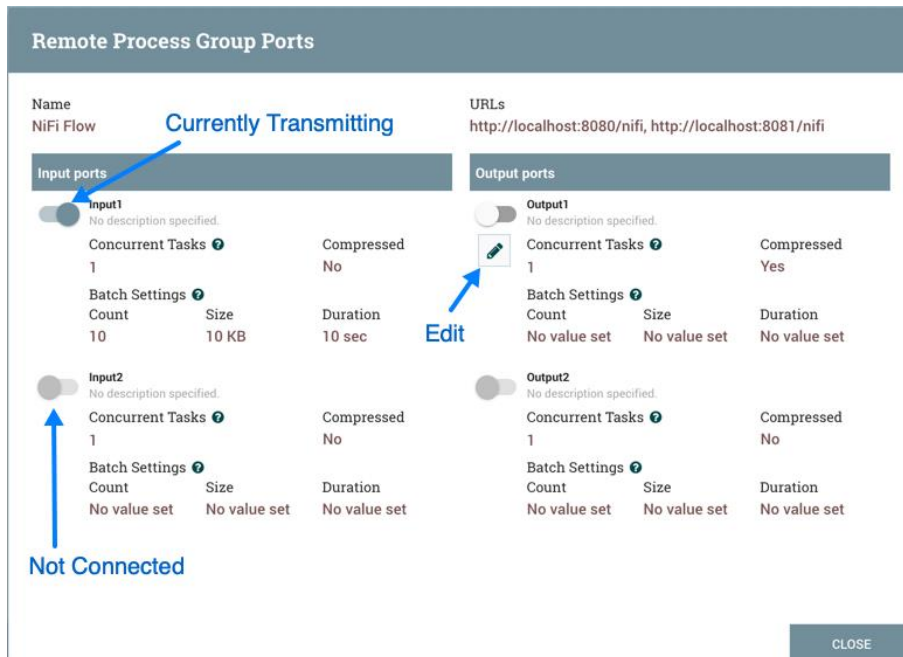 Remote Process Group Ports
Name
NiFi Flow
URLs
http://localhost:8080/nifi, http://localhost:8081/nifi
Currently Transmitting
Input ports
Input1
No description specified.
Concurrent Tasks ?
Compressed
1
No
Batch Settings ?
Count Size Duration
10 10 KB 10 sec
Input2
No description specified.
Concurrent Tasks ?
Compressed
1
No
Batch Settings ?
Count Size Duration
No value set No value set No value set
Not Connected
Output ports
Output1
No description specified.
Concurrent Tasks ?
Compressed
1
Yes
Batch Settings ?
Count Size Duration
No value set No value set No value set
Edit
Output2
No description specified.
Concurrent Tasks ?
Compressed
1
No
Batch Settings ?
Count Size Duration
No value set No value set No value set
CLOSE